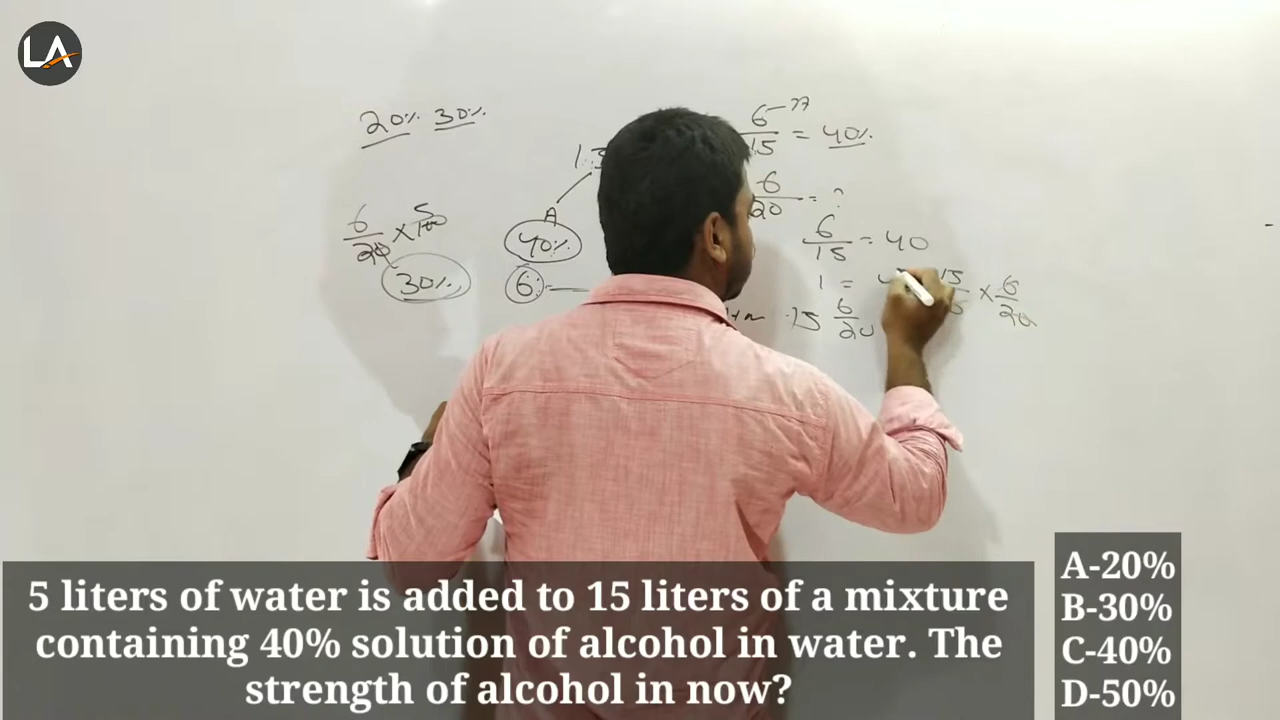 LA
20% 30%
6/15 = 40%
6/20 = ?
A
40%
6
6/20 × 5/100
30%
6/15 = 40
1 =
6/20
15 × 6/20
5 liters of water is added to 15 liters of a mixture
containing 40% solution of alcohol in water. The
strength of alcohol in now?
A-20%
B-30%
C-40%
D-50%